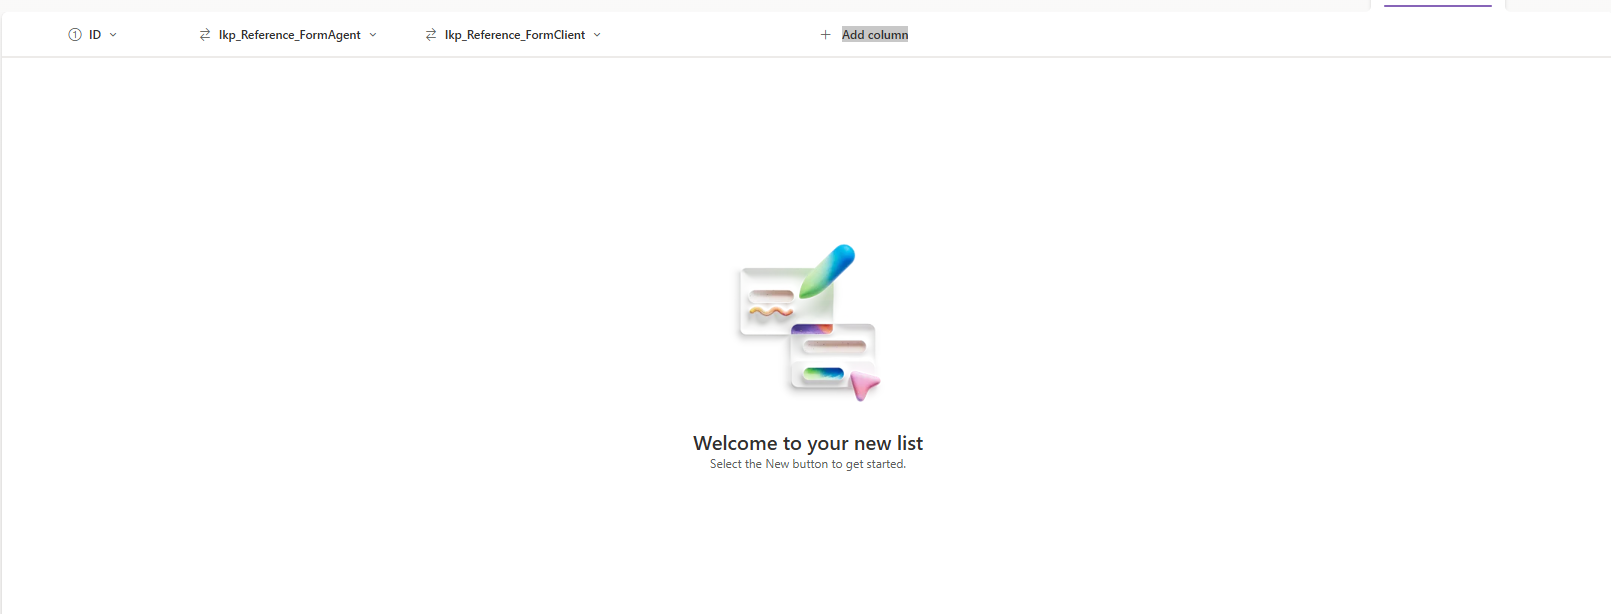 ID
lkp_Reference_FormAgent
lkp_Reference_FormClient
Add column
Welcome to your new list
Select the New button to get started.